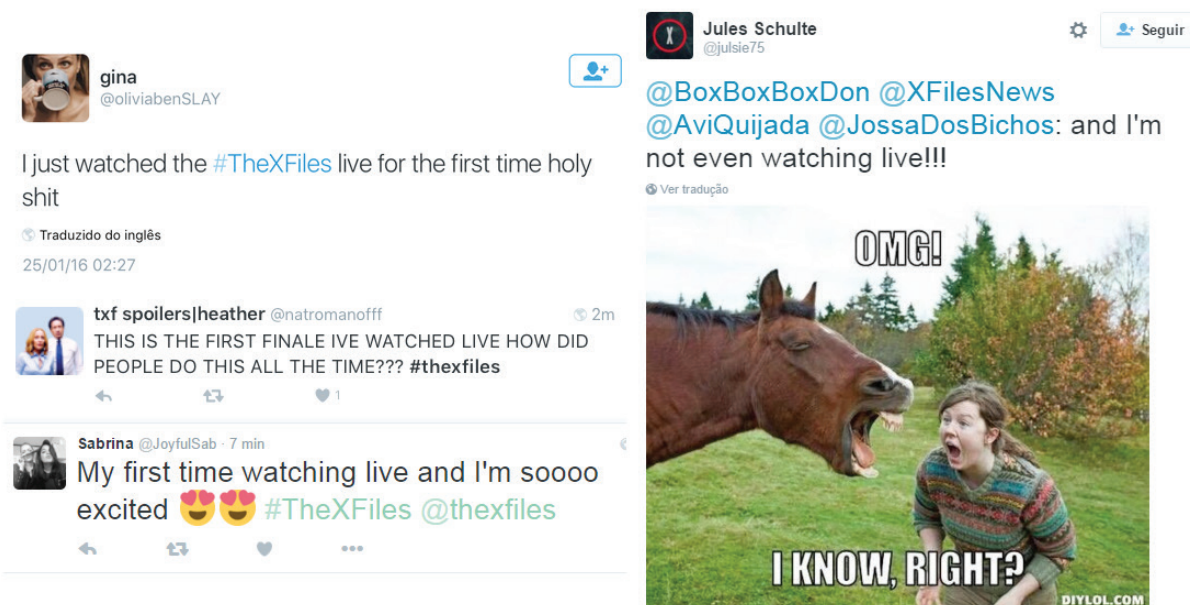 gina
@oliviabenSLAY
I just watched the #TheXFiles live for the first time holy
shit
Traduzido do inglês
25/01/16 02:27
txf spoilers|heather @natromanofff 2m
THIS IS THE FIRST FINALE IVE WATCHED LIVE HOW DID
PEOPLE DO THIS ALL THE TIME??? #thexfiles
1
Sabrina @JoyfulSab · 7 min
My first time watching live and I'm soooo
excited 😍😍 #TheXFiles @thexfiles
X
Jules Schulte
@julsie75
Seguir
@BoxBoxBoxDon @XFilesNews
@AviQuijada @JossaDosBichos: and I'm
not even watching live!!!
Ver tradução
OMG!
I KNOW, RIGHT?
DIYLOL.COM